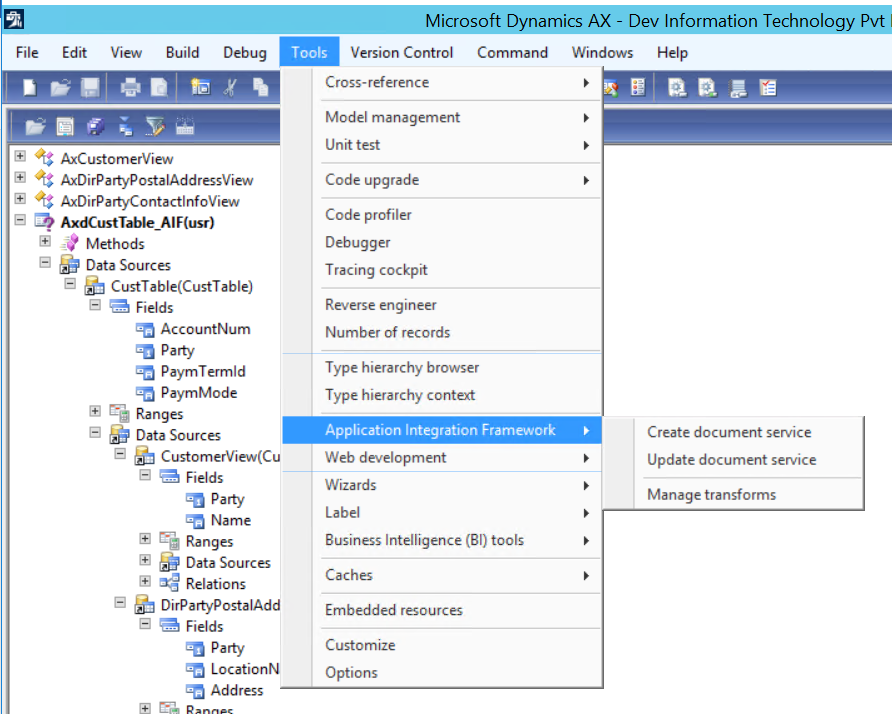 Microsoft Dynamics AX - Dev Information Technology Pvt
File Edit View Build Debug Tools Version Control Command Windows Help
AxCustomerView
AxDirPartyPostalAddressView
AxDirPartyContactInfoView
AxdCustTable_AIF(usr)
Methods
Data Sources
CustTable(CustTable)
Fields
AccountNum
Party
PaymTermId
PaymMode
Ranges
Data Sources
CustomerView(Cu
Fields
Party
Name
Ranges
Data Sources
Relations
DirPartyPostalAdd
Fields
Party
LocationN
Address
Ranges
Cross-reference
Model management
Unit test
Code upgrade
Code profiler
Debugger
Tracing cockpit
Reverse engineer
Number of records
Type hierarchy browser
Type hierarchy context
Application Integration Framework
Web development
Wizards
Label
Business Intelligence (BI) tools
Caches
Embedded resources
Customize
Options
Create document service
Update document service
Manage transforms